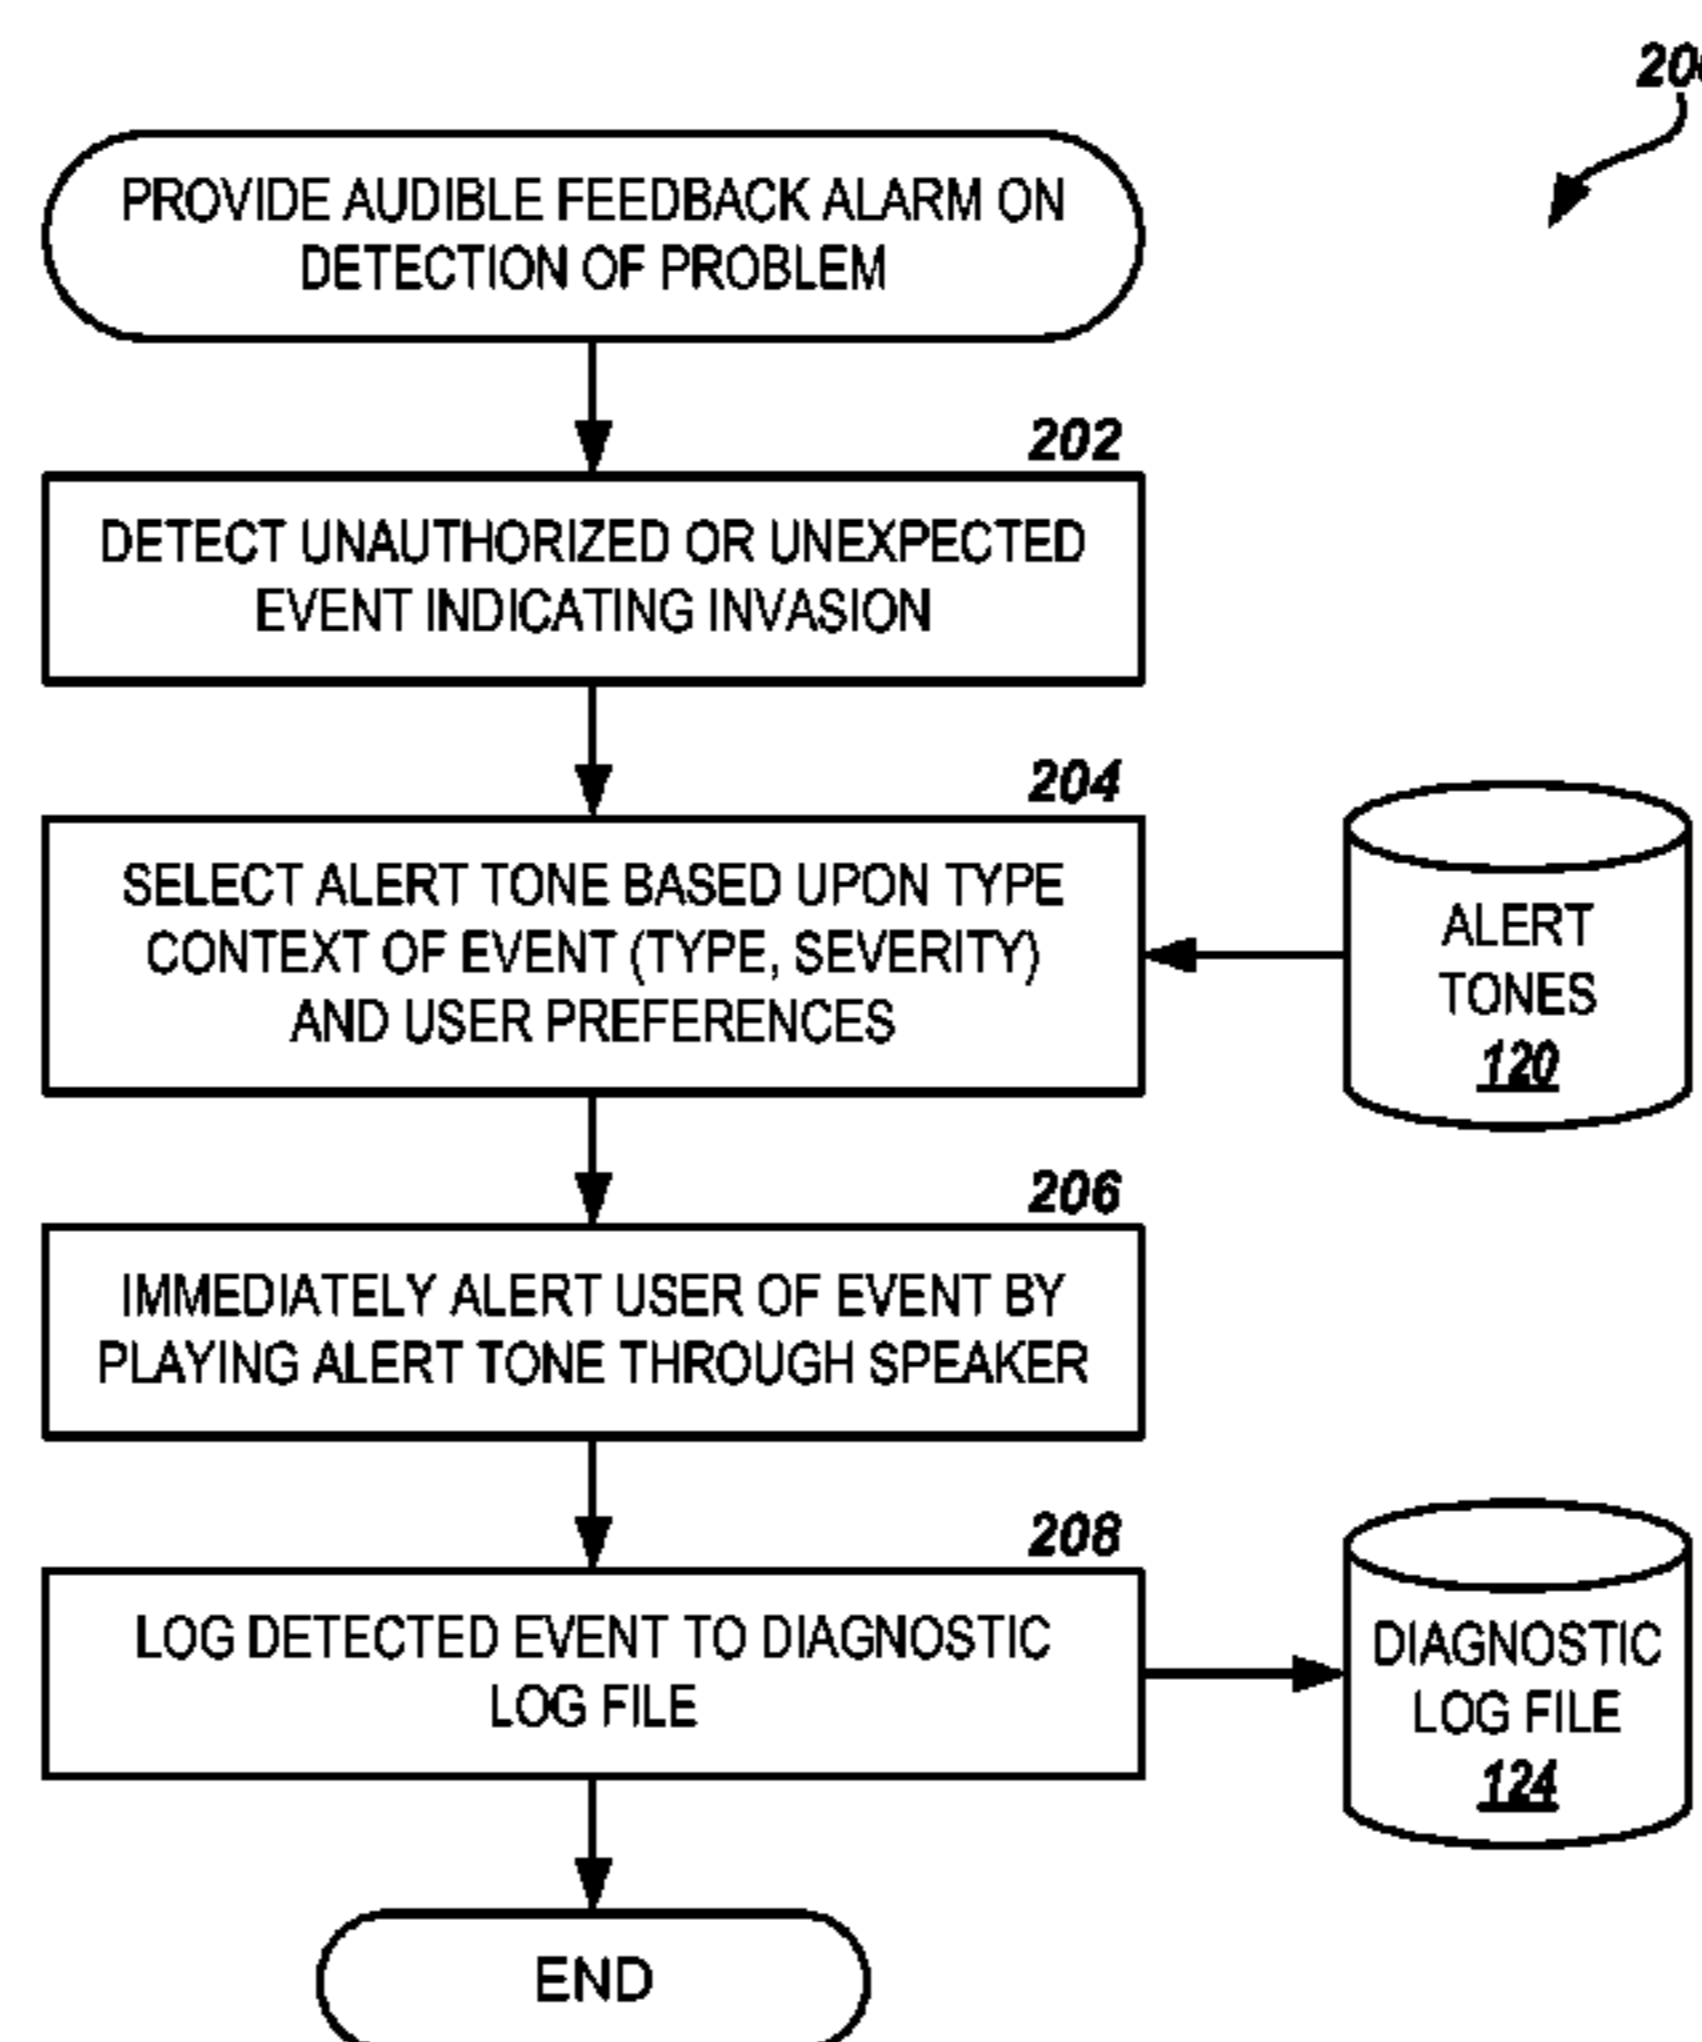 PROVIDE AUDIBLE FEEDBACK ALARM ON
DETECTION OF PROBLEM
202
DETECT UNAUTHORIZED OR UNEXPECTED
EVENT INDICATING INVASION
204
SELECT ALERT TONE BASED UPON TYPE
CONTEXT OF EVENT (TYPE, SEVERITY)
AND USER PREFERENCES
ALERT
TONES
120
206
IMMEDIATELY ALERT USER OF EVENT BY
PLAYING ALERT TONE THROUGH SPEAKER
208
LOG DETECTED EVENT TO DIAGNOSTIC
LOG FILE
DIAGNOSTIC
LOG FILE
124
END